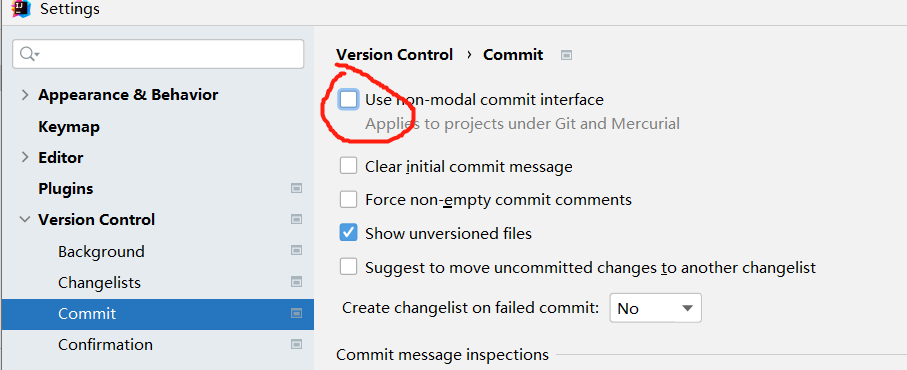 Settings
Version Control › Commit
Appearance & Behavior
Use non-modal commit interface
Keymap
Applies to projects under Git and Mercurial
Editor
Clear initial commit message
Plugins
Force non-empty commit comments
Version Control
Show unversioned files
Background
Suggest to move uncommitted changes to another changelist
Changelists
Create changelist on failed commit: No
Commit
Confirmation
Commit message inspections